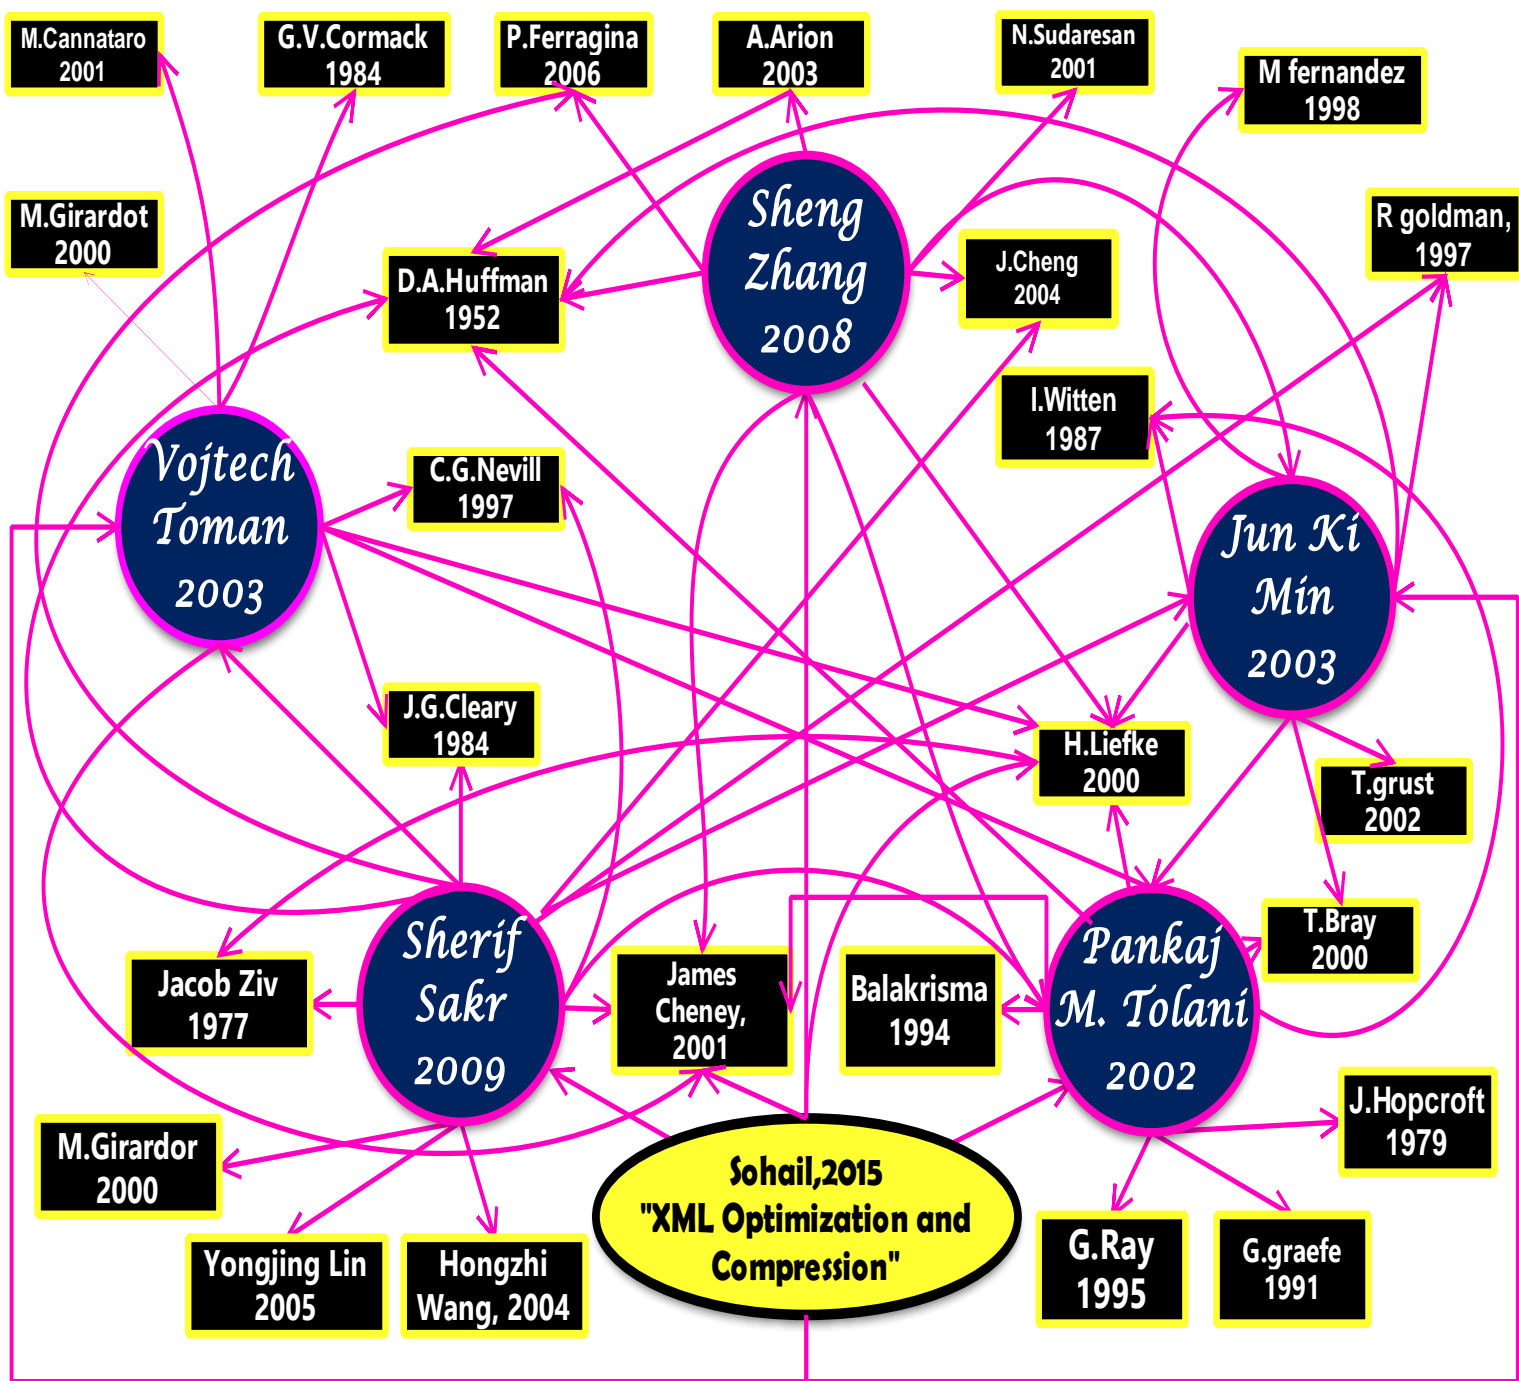 M.Cannataro
2001
G.V.Cormack
1984
P.Ferragina
2006
A.Arion
2003
N.Sudaresan
2001
M fernandez
1998
M.Girardot
2000
R goldman,
1997
Sheng
Zhang
2008
D.A.Huffman
1952
J.Cheng
2004
I.Witten
1987
Vojtech
Toman
2003
C.G.Nevill
1997
Jun Ki
Min
2003
J.G.Cleary
1984
H.Liefke
2000
T.grust
2002
Sherif
Sakr
2009
Pankaj
M. Tolani
2002
T.Bray
2000
Jacob Ziv
1977
James
Cheney,
2001
Balakrisma
1994
J.Hopcroft
1979
M.Girardor
2000
Sohail,2015
"XML Optimization and
Compression"
Yongjing Lin
2005
Hongzhi
Wang, 2004
G.Ray
1995
G.graefe
1991